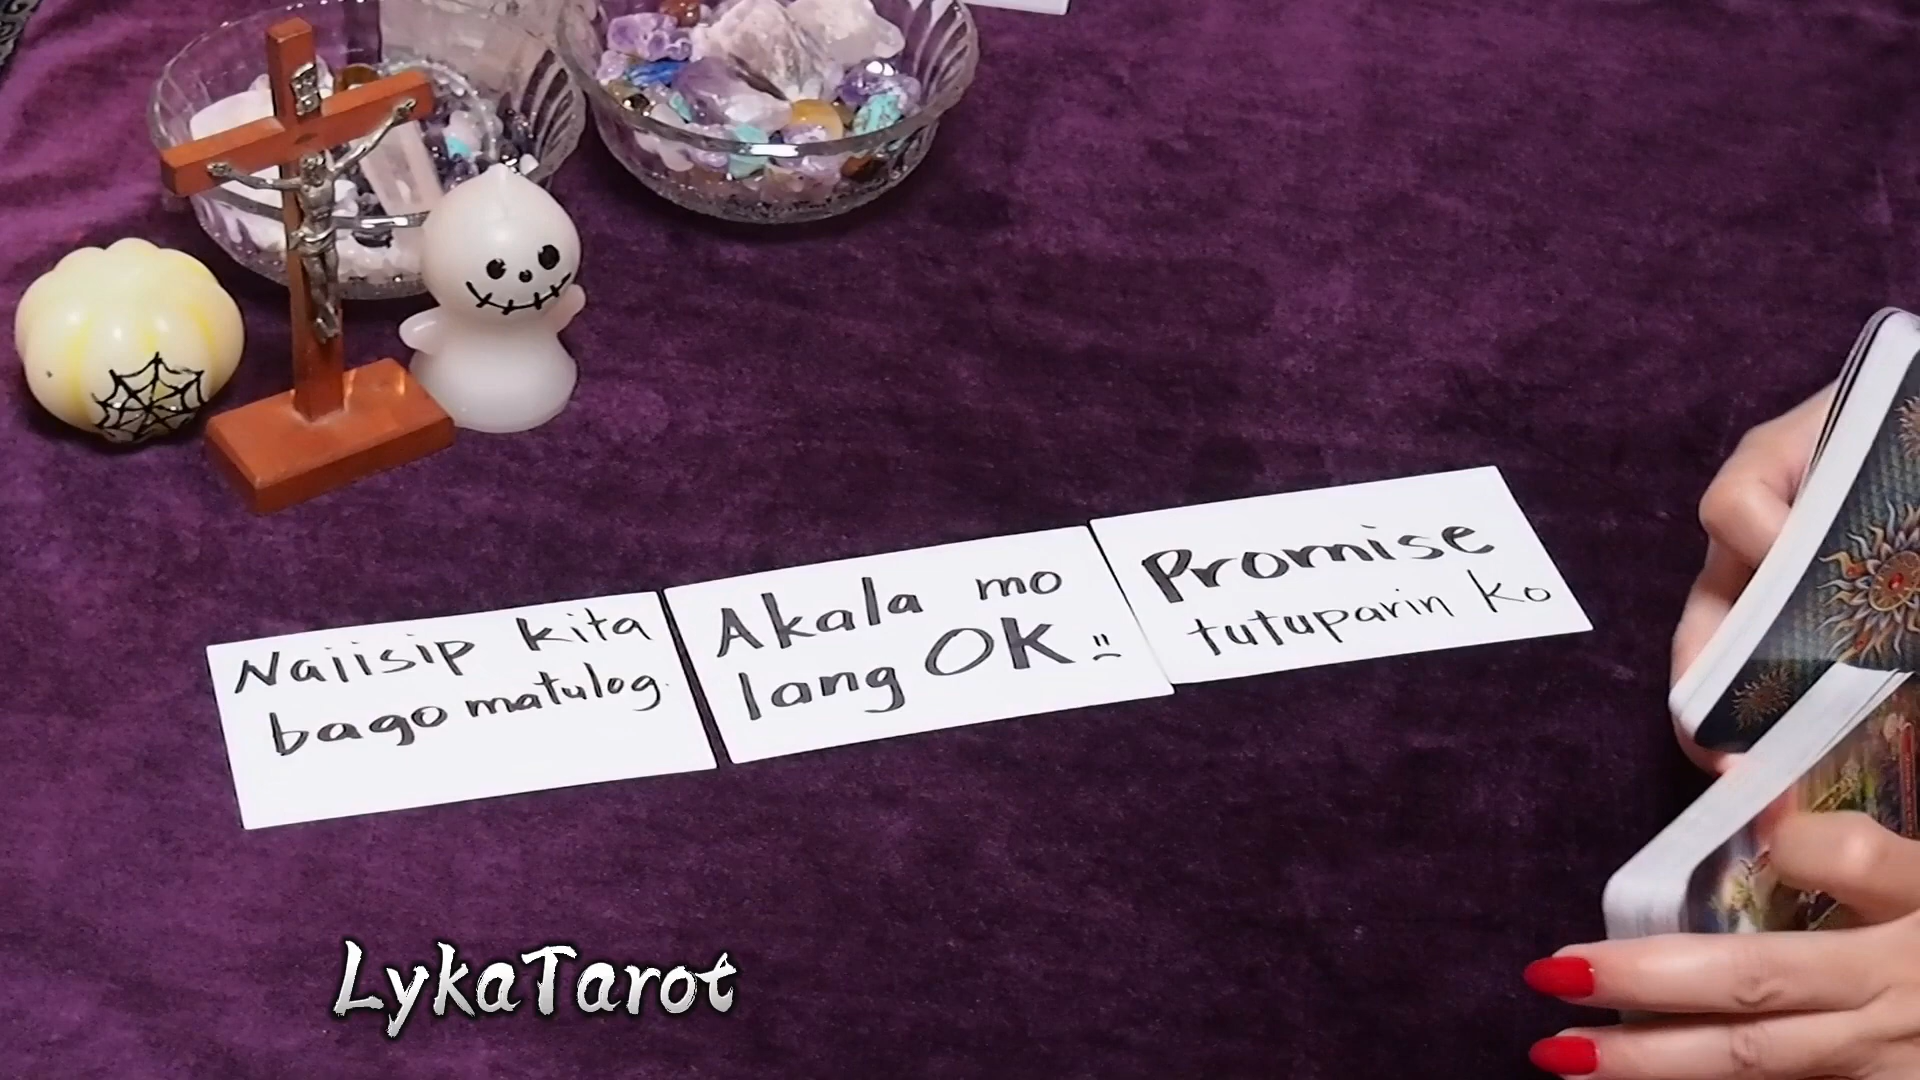 Naiisip kita
bago matulog.
Akala mo
lang OK :(
Promise
tutuparin ko
LykaTarot